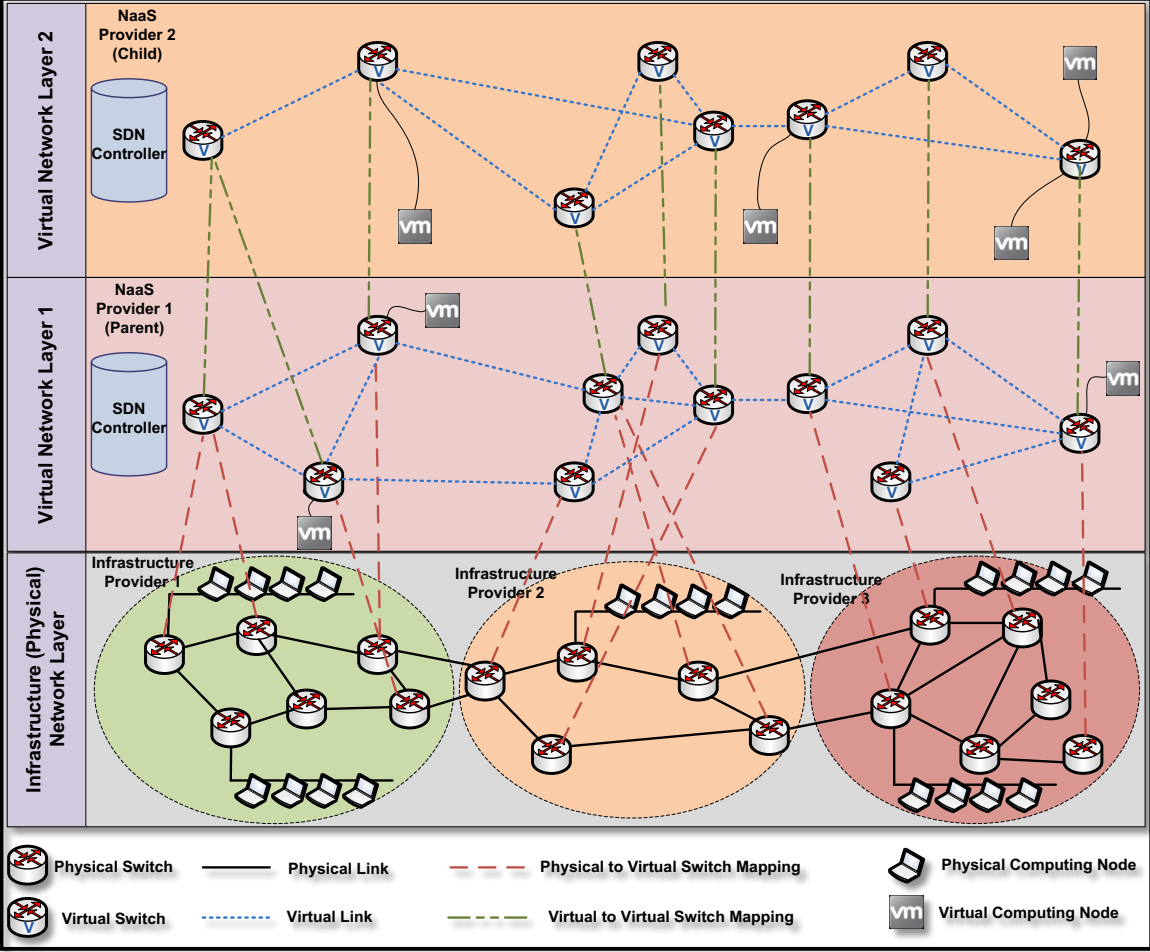 Virtual Network Layer 2
NaaS
Provider 2
(Child)
SDN
Controller
V
V
V
V
V
V
V
V
vm
vm
vm
vm
Virtual Network Layer 1
NaaS
Provider 1
(Parent)
SDN
Controller
V
V
V
V
V
V
V
V
V
V
V
vm
vm
vm
Infrastructure (Physical)
Network Layer
Infrastructure
Provider 1
Infrastructure
Provider 2
Infrastructure
Provider 3
Physical Switch
Physical Link
Physical to Virtual Switch Mapping
Physical Computing Node
V
Virtual Switch
Virtual Link
Virtual to Virtual Switch Mapping
vm
Virtual Computing Node